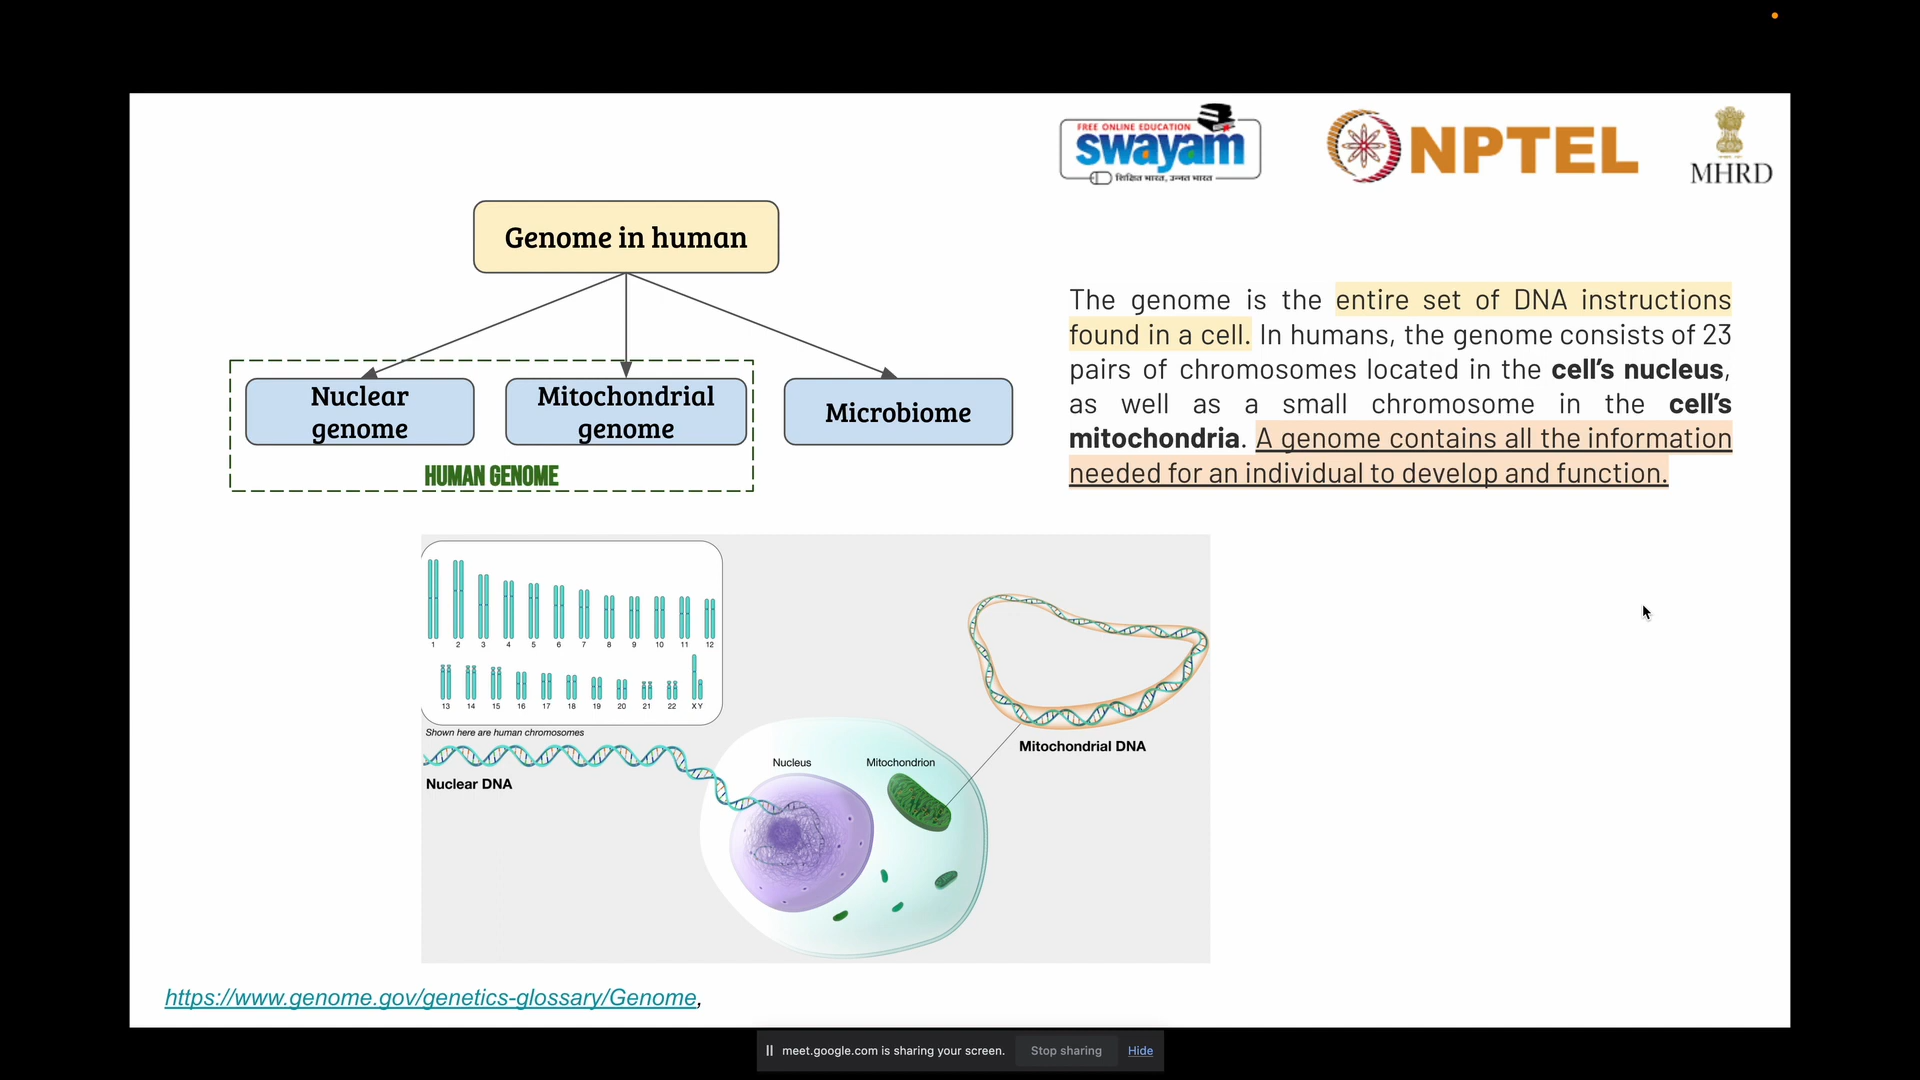 FREE ONLINE EDUCATION
swayam
शिक्षित भारत, उन्नत भारत
NPTEL
MHRD
Genome in human
Nuclear
genome
Mitochondrial
genome
Microbiome
HUMAN GENOME
The genome is the entire set of DNA instructions
found in a cell. In humans, the genome consists of 23
pairs of chromosomes located in the cell’s nucleus,
as well as a small chromosome in the cell’s
mitochondria. A genome contains all the information
needed for an individual to develop and function.
1 2 3 4 5 6 7 8 9 10 11 12
13 14 15 16 17 18 19 20 21 22 X Y
Shown here are human chromosomes
Nuclear DNA
Nucleus
Mitochondrion
Mitochondrial DNA
https://www.genome.gov/genetics-glossary/Genome,
meet.google.com is sharing your screen. Stop sharing Hide